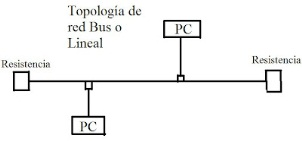 Topología de
red Bus o
Lineal
PC
Resistencia
Resistencia
PC